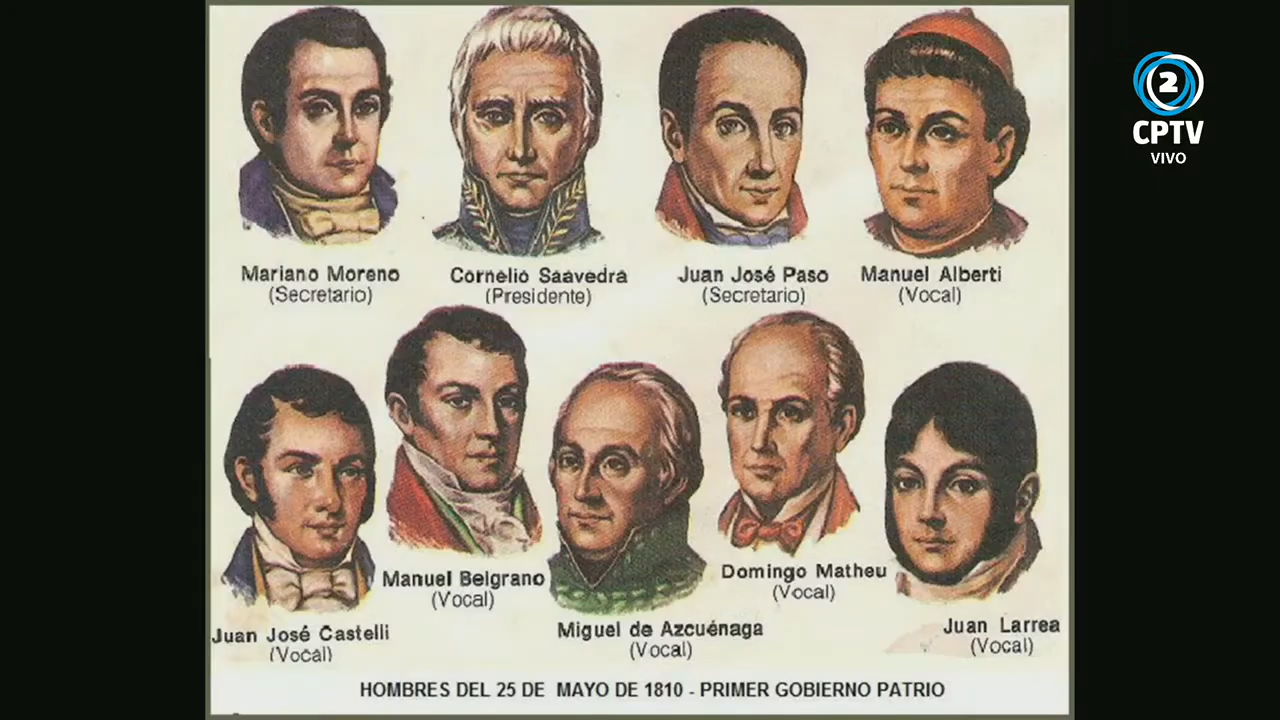 2
CPTV
VIVO
Mariano Moreno
(Secretario)
Cornelio Saavedra
(Presidente)
Juan José Paso
(Secretario)
Manuel Alberti
(Vocal)
Juan José Castelli
(Vocal)
Manuel Belgrano
(Vocal)
Miguel de Azcuénaga
(Vocal)
Domingo Matheu
(Vocal)
Juan Larrea
(Vocal)
HOMBRES DEL 25 DE MAYO DE 1810 - PRIMER GOBIERNO PATRIO